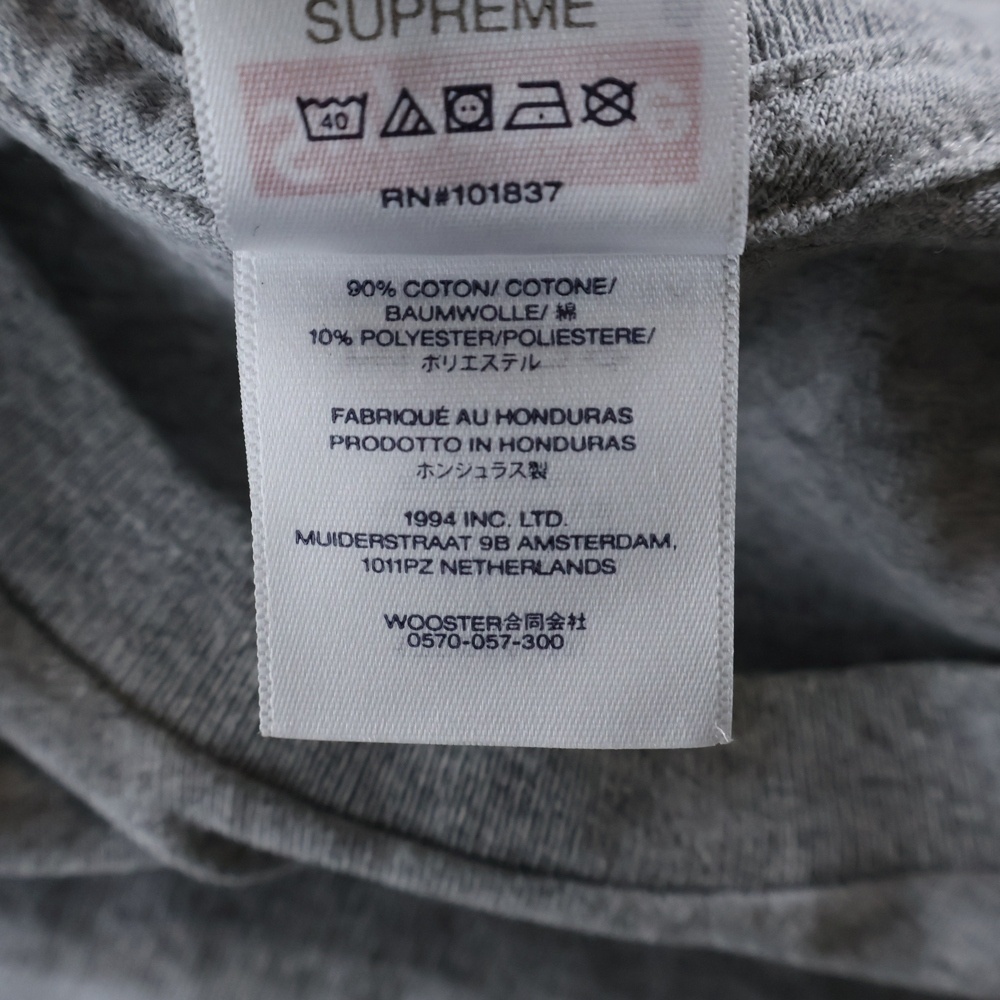 SUPREME
40
RN#101837
90% COTON/ COTONE/
BAUMWOLLE/ 綿
10% POLYESTER/POLIESTERE/
ポリエステル
FABRIQUÉ AU HONDURAS
PRODOTTO IN HONDURAS
ホンジュラス製
1994 INC. LTD.
MUIDERSTRAAT 9B AMSTERDAM,
1011PZ NETHERLANDS
WOOSTER合同会社
0570-057-300